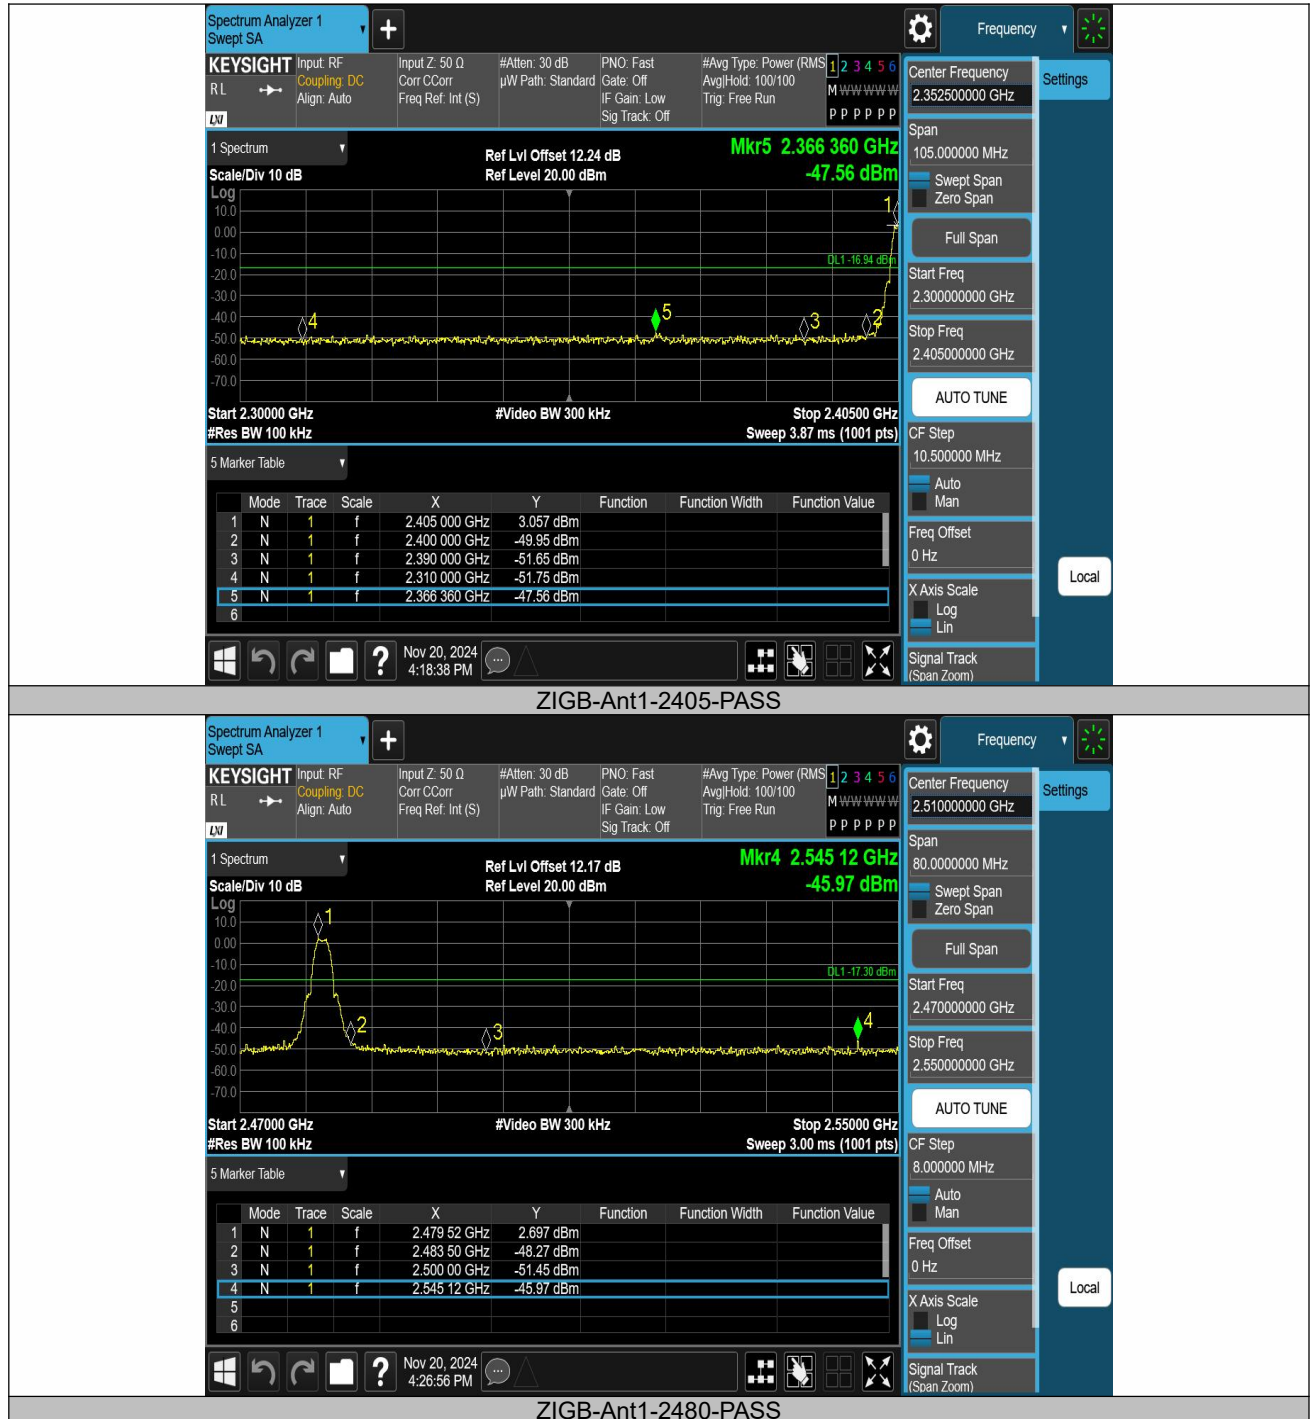 Spectrum Analyzer 1
Swept SA
Frequency
KEYSIGHT
RL
LXI
Input: RF
Coupling: DC
Align: Auto
Input Z: 50 Ω
Corr CCorr
Freq Ref: Int (S)
#Atten: 30 dB
µW Path: Standard
PNO: Fast
Gate: Off
IF Gain: Low
Sig Track: Off
#Avg Type: Power (RMS
Avg|Hold: 100/100
Trig: Free Run
1 2 3 4 5 6
M W W W W W
P P P P P P
1 Spectrum
Scale/Div 10 dB
Ref Lvl Offset 12.24 dB
Ref Level 20.00 dBm
Mkr5 2.366 360 GHz
-47.56 dBm
Log
10.0
0.00
-10.0
-20.0
-30.0
-40.0
-50.0
-60.0
-70.0
1
DL1 -16.94 dBm
4
5
3
2
Start 2.30000 GHz
#Video BW 300 kHz
Stop 2.40500 GHz
#Res BW 100 kHz
Sweep 3.87 ms (1001 pts)
5 Marker Table
Mode Trace Scale X Y Function Function Width Function Value
1 N 1 f 2.405 000 GHz 3.057 dBm
2 N 1 f 2.400 000 GHz -49.95 dBm
3 N 1 f 2.390 000 GHz -51.65 dBm
4 N 1 f 2.310 000 GHz -51.75 dBm
5 N 1 f 2.366 360 GHz -47.56 dBm
6
?
Nov 20, 2024
4:18:38 PM
Center Frequency
2.352500000 GHz
Settings
Span
105.000000 MHz
Swept Span
Zero Span
Full Span
Start Freq
2.300000000 GHz
Stop Freq
2.405000000 GHz
AUTO TUNE
CF Step
10.500000 MHz
Auto
Man
Freq Offset
0 Hz
Local
X Axis Scale
Log
Lin
Signal Track
(Span Zoom)
ZIGB-Ant1-2405-PASS
Spectrum Analyzer 1
Swept SA
Frequency
KEYSIGHT
RL
LXI
Input: RF
Coupling: DC
Align: Auto
Input Z: 50 Ω
Corr CCorr
Freq Ref: Int (S)
#Atten: 30 dB
µW Path: Standard
PNO: Fast
Gate: Off
IF Gain: Low
Sig Track: Off
#Avg Type: Power (RMS
Avg|Hold: 100/100
Trig: Free Run
1 2 3 4 5 6
M W W W W W
P P P P P P
1 Spectrum
Scale/Div 10 dB
Ref Lvl Offset 12.17 dB
Ref Level 20.00 dBm
Mkr4 2.545 12 GHz
-45.97 dBm
Log
10.0
0.00
-10.0
-20.0
-30.0
-40.0
-50.0
-60.0
-70.0
1
DL1 -17.30 dBm
2
3
4
Start 2.47000 GHz
#Video BW 300 kHz
Stop 2.55000 GHz
#Res BW 100 kHz
Sweep 3.00 ms (1001 pts)
5 Marker Table
Mode Trace Scale X Y Function Function Width Function Value
1 N 1 f 2.479 52 GHz 2.697 dBm
2 N 1 f 2.483 50 GHz -48.27 dBm
3 N 1 f 2.500 00 GHz -51.45 dBm
4 N 1 f 2.545 12 GHz -45.97 dBm
5
6
?
Nov 20, 2024
4:26:56 PM
Center Frequency
2.510000000 GHz
Settings
Span
80.0000000 MHz
Swept Span
Zero Span
Full Span
Start Freq
2.470000000 GHz
Stop Freq
2.550000000 GHz
AUTO TUNE
CF Step
8.000000 MHz
Auto
Man
Freq Offset
0 Hz
Local
X Axis Scale
Log
Lin
Signal Track
(Span Zoom)
ZIGB-Ant1-2480-PASS